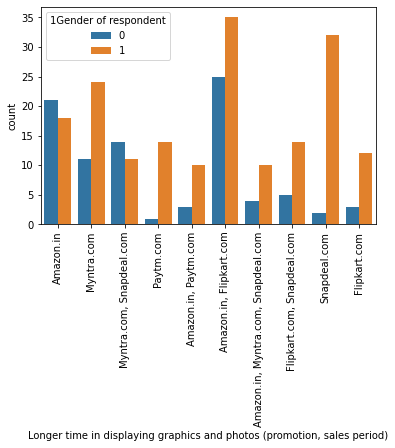 1Gender of respondent
0
1
35
30
25
20
15
10
5
0
count
Amazon.in
Myntra.com
Myntra.com, Snapdeal.com
Paytm.com
Amazon.in, Paytm.com
Amazon.in, Flipkart.com
Amazon.in, Myntra.com, Snapdeal.com
Flipkart.com, Snapdeal.com
Snapdeal.com
Flipkart.com
Longer time in displaying graphics and photos (promotion, sales period)